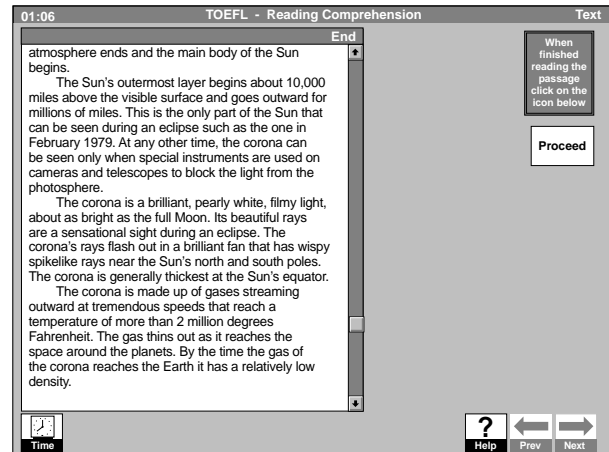 01:06 TOEFL - Reading Comprehension Text
End
atmosphere ends and the main body of the Sun
begins.
The Sun's outermost layer begins about 10,000
miles above the visible surface and goes outward for
millions of miles. This is the only part of the Sun that
can be seen during an eclipse such as the one in
February 1979. At any other time, the corona can
be seen only when special instruments are used on
cameras and telescopes to block the light from the
photosphere.
The corona is a brilliant, pearly white, filmy light,
about as bright as the full Moon. Its beautiful rays
are a sensational sight during an eclipse. The
corona's rays flash out in a brilliant fan that has wispy
spikelike rays near the Sun's north and south poles.
The corona is generally thickest at the Sun's equator.
The corona is made up of gases streaming
outward at tremendous speeds that reach a
temperature of more than 2 million degrees
Fahrenheit. The gas thins out as it reaches the
space around the planets. By the time the gas of
the corona reaches the Earth it has a relatively low
density.
When
finished
reading the
passage
click on the
icon below
Proceed
Time
?
Help Prev Next